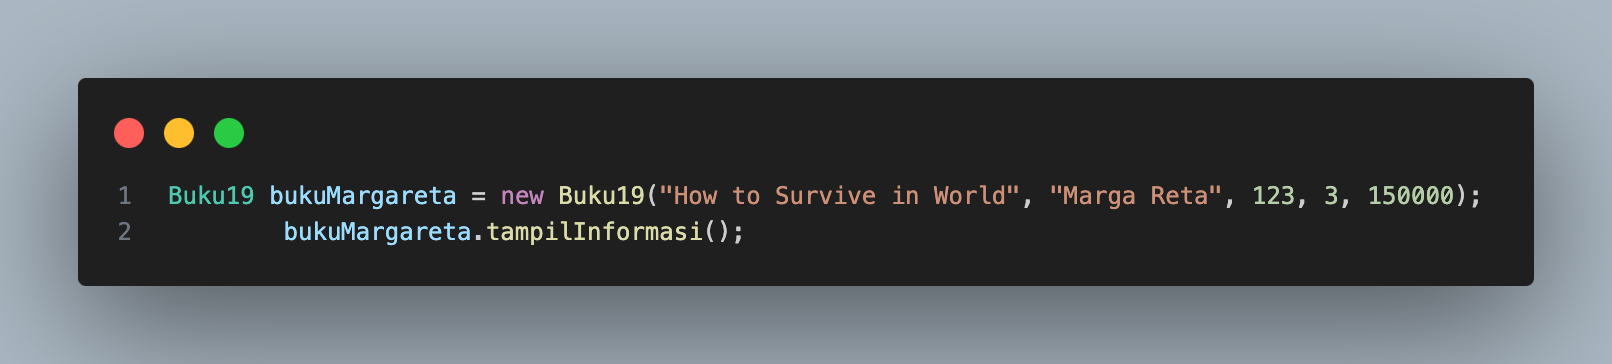 1 Buku19 bukuMargareta = new Buku19("How to Survive in World", "Marga Reta", 123, 3, 150000);
2 bukuMargareta.tampilInformasi();